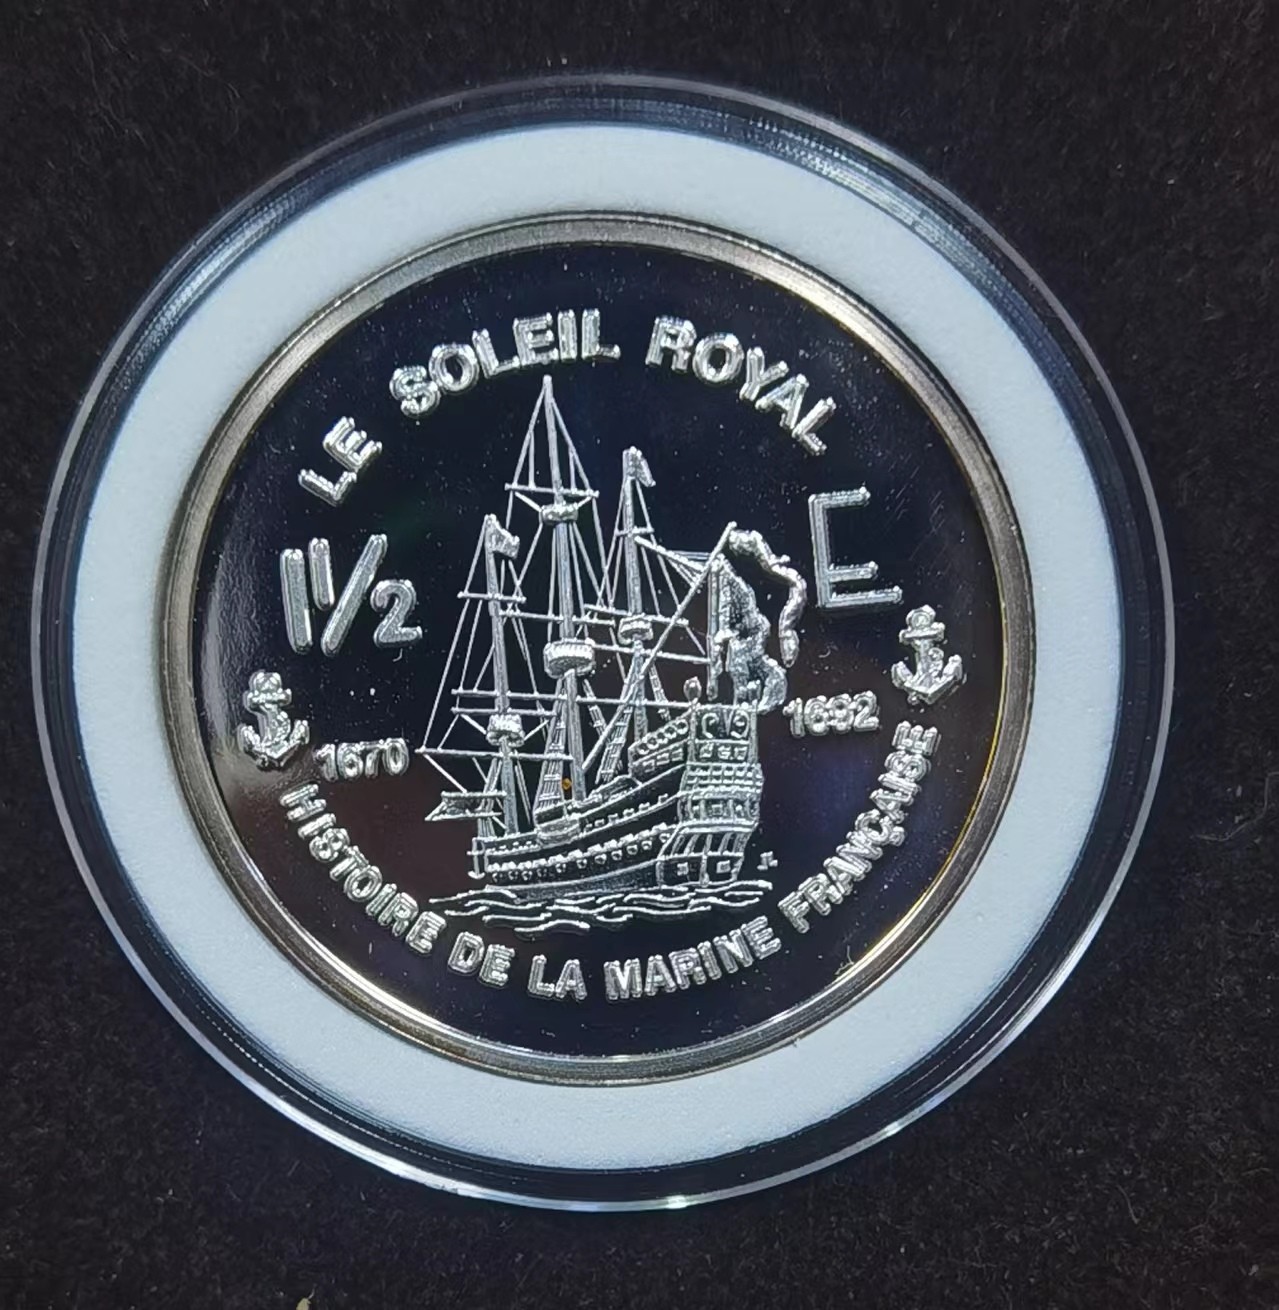 LE SOLEIL ROYAL
1 1/2 E
1670 1692
HISTOIRE DE LA MARINE FRANÇAISE